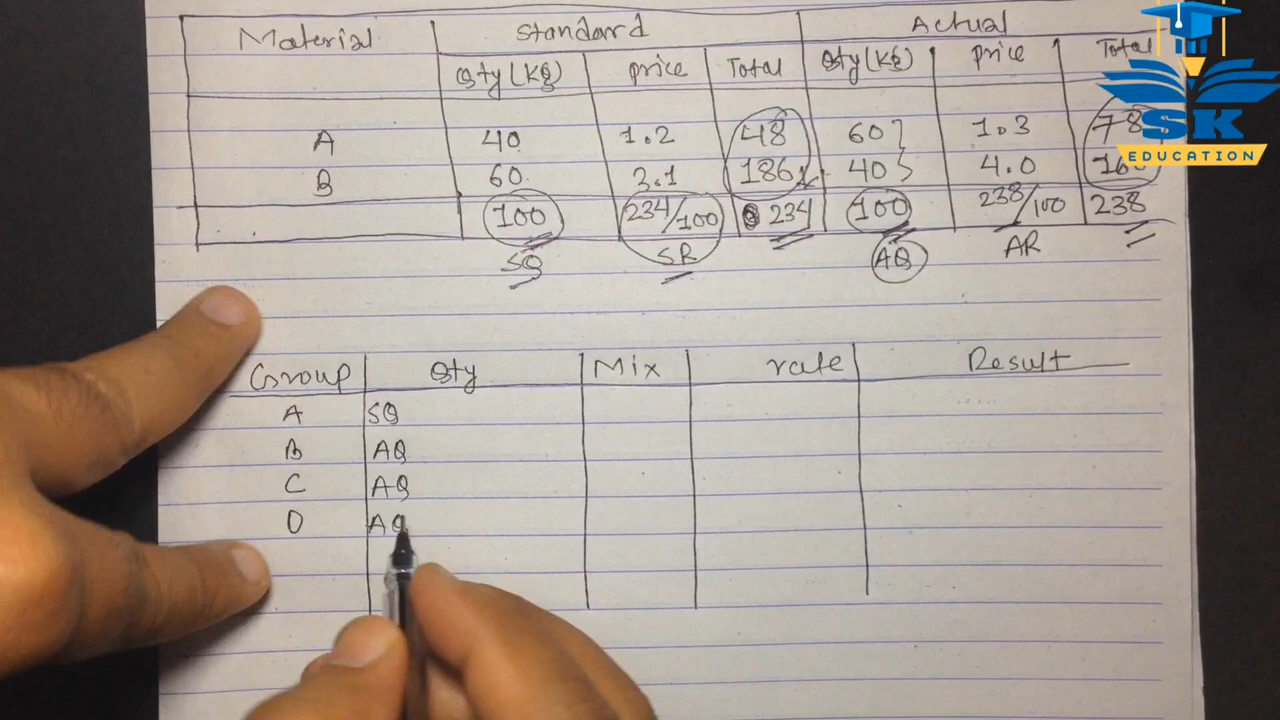 Material Standard Actual
Qty (KG) price Total Qty (KG) price Total
A 40 1.2 48 60 1.3 78
B 60 3.1 186 40 4.0
100 234/100 234 100 238/100 238
SQ SR AQ AR
SK
EDUCATION
Group Qty Mix rate Result
A SQ
B AQ
C AQ
D AQ